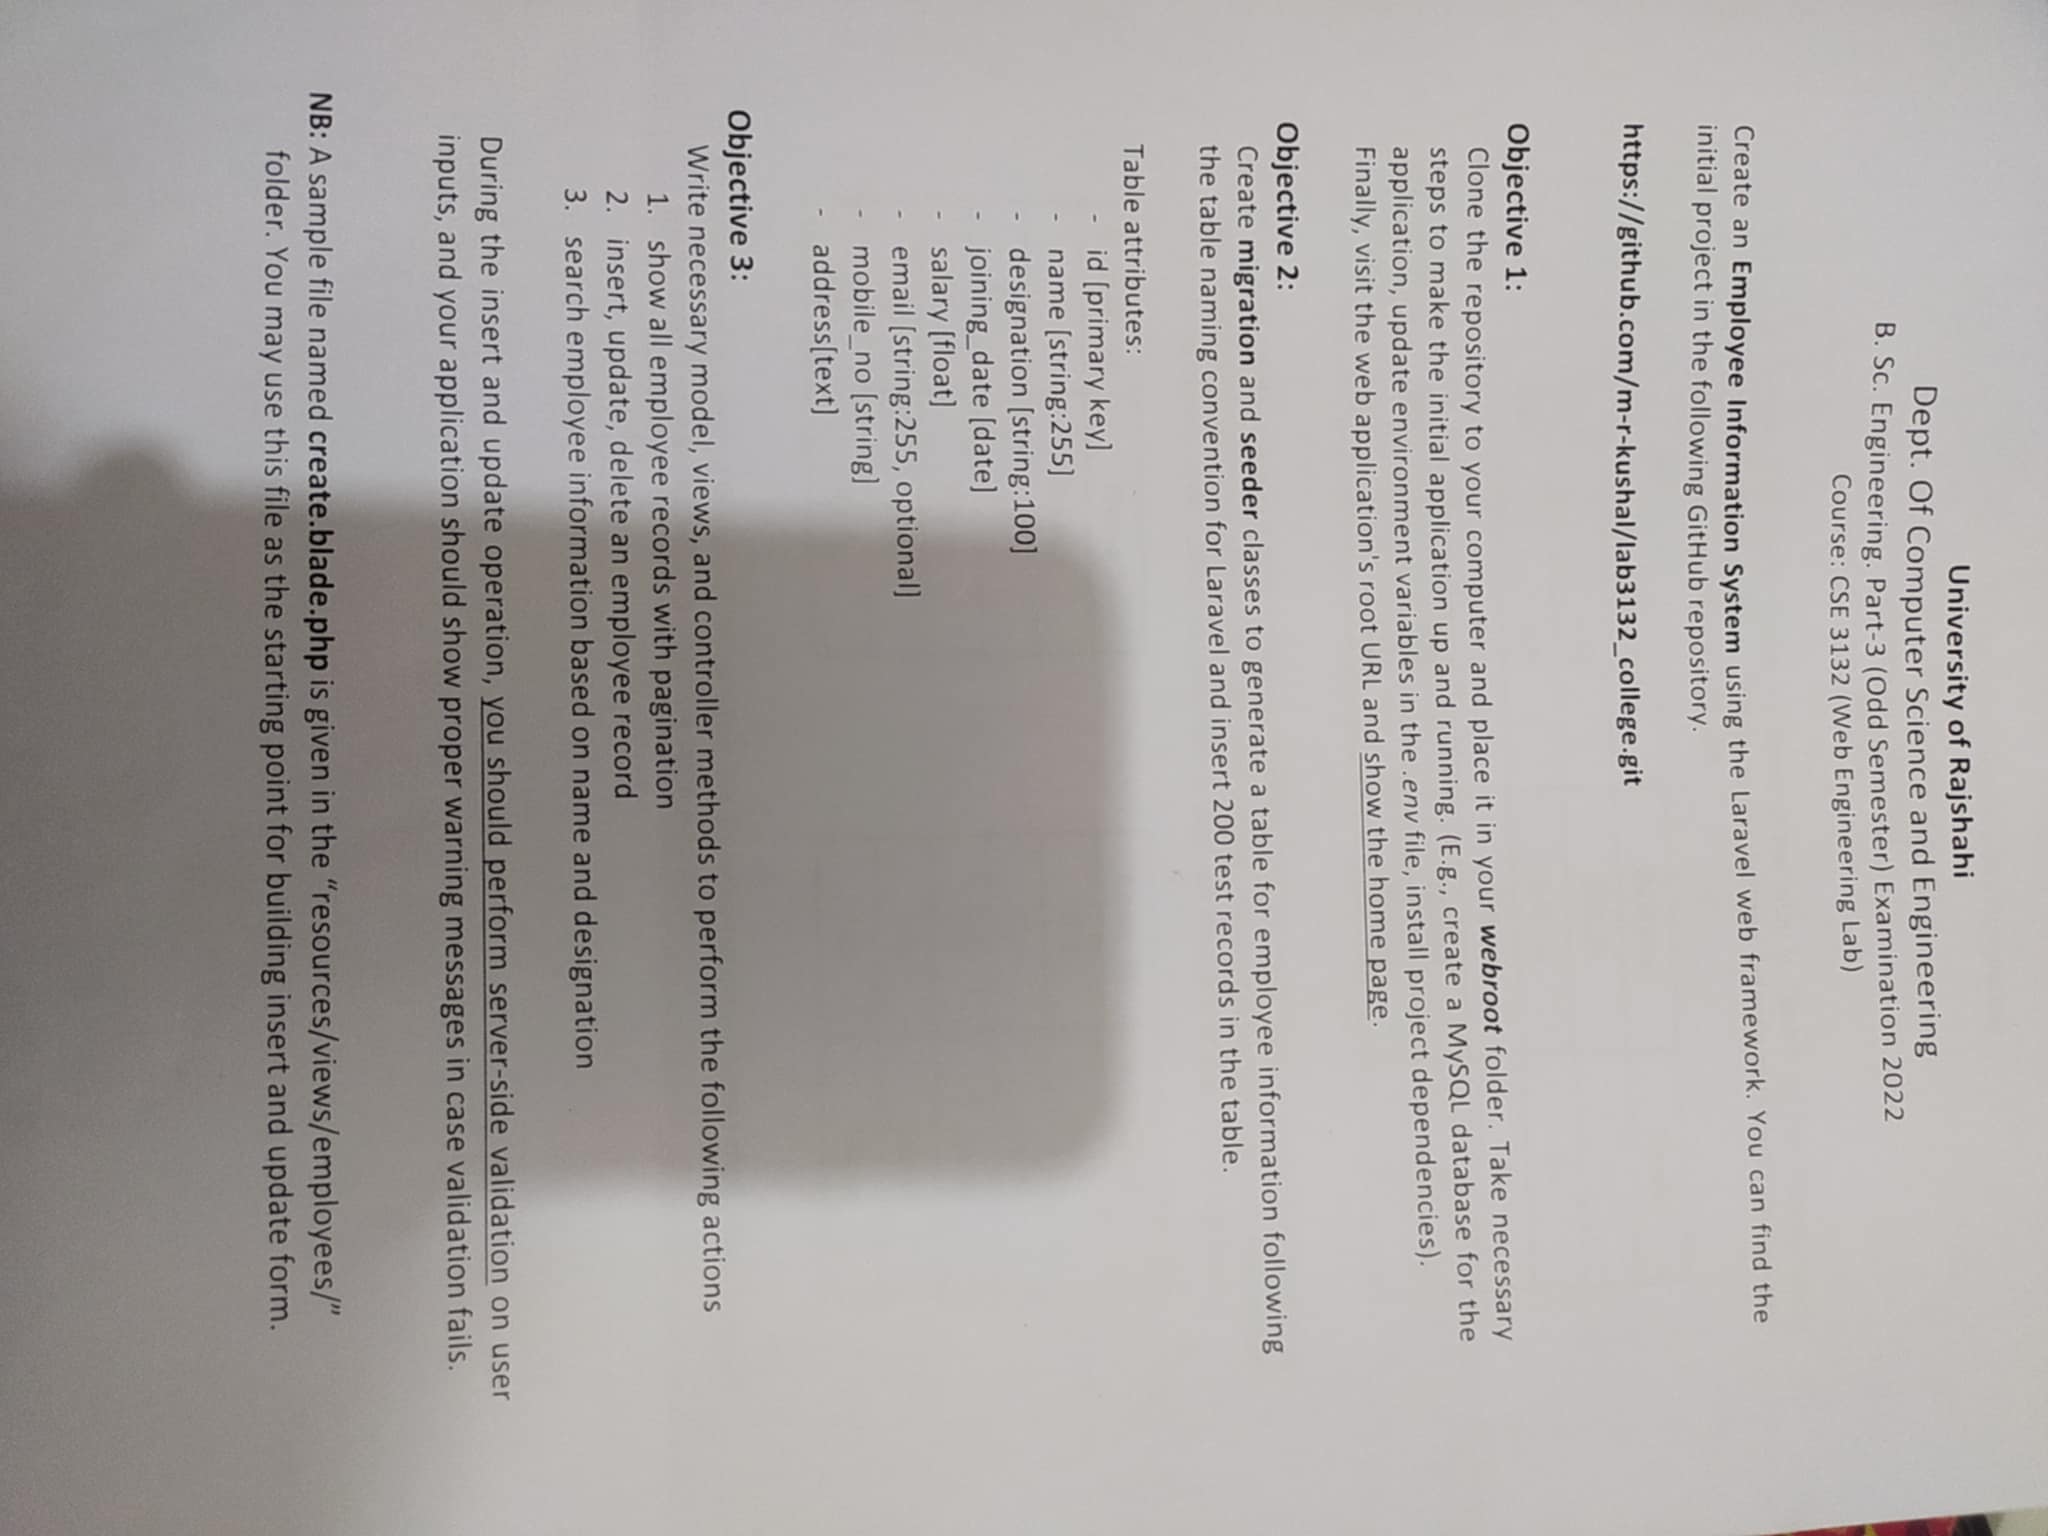 University of Rajshahi
Dept. Of Computer Science and Engineering
B. Sc. Engineering. Part-3 (Odd Semester) Examination 2022
Course: CSE 3132 (Web Engineering Lab)
Create an Employee Information System using the Laravel web framework. You can find the
initial project in the following GitHub repository.
https://github.com/m-r-kushal/lab3132_college.git
Objective 1:
Clone the repository to your computer and place it in your webroot folder. Take necessary
steps to make the initial application up and running. (E.g., create a MySQL database for the
application, update environment variables in the .env file, install project dependencies).
Finally, visit the web application's root URL and show the home page.
Objective 2:
Create migration and seeder classes to generate a table for employee information following
the table naming convention for Laravel and insert 200 test records in the table.
Table attributes:
- id [primary key]
- name [string:255]
- designation [string:100]
- joining_date [date]
- salary [float]
- email [string:255, optional]
- mobile_no [string]
- address[text]
Objective 3:
Write necessary model, views, and controller methods to perform the following actions
1. show all employee records with pagination
2. insert, update, delete an employee record
3. search employee information based on name and designation
During the insert and update operation, you should perform server-side validation on user
inputs, and your application should show proper warning messages in case validation fails.
NB: A sample file named create.blade.php is given in the “resources/views/employees/”
folder. You may use this file as the starting point for building insert and update form.